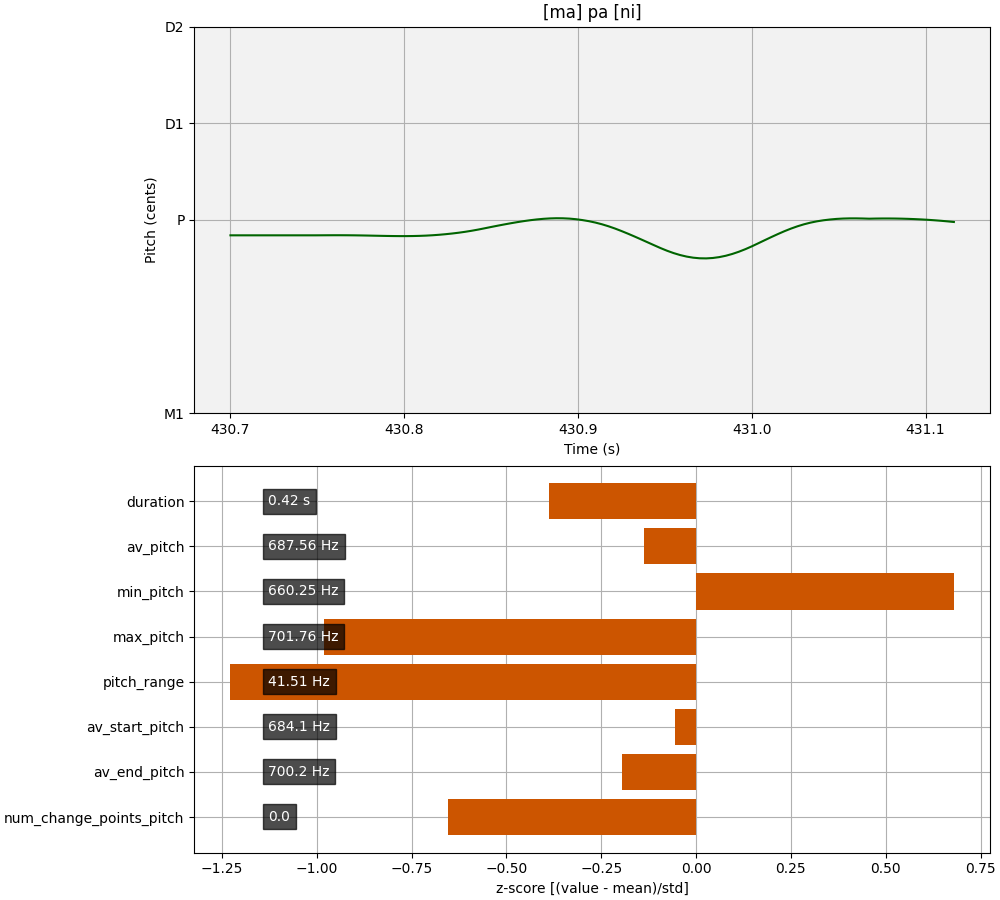 [ma] pa [ni]
D2
D1
P
M1
Pitch (cents)
430.7 430.8 430.9 431.0 431.1
Time (s)
duration 0.42 s
av_pitch 687.56 Hz
min_pitch 660.25 Hz
max_pitch 701.76 Hz
pitch_range 41.51 Hz
av_start_pitch 684.1 Hz
av_end_pitch 700.2 Hz
num_change_points_pitch 0.0
−1.25 −1.00 −0.75 −0.50 −0.25 0.00 0.25 0.50 0.75
z-score [(value - mean)/std]